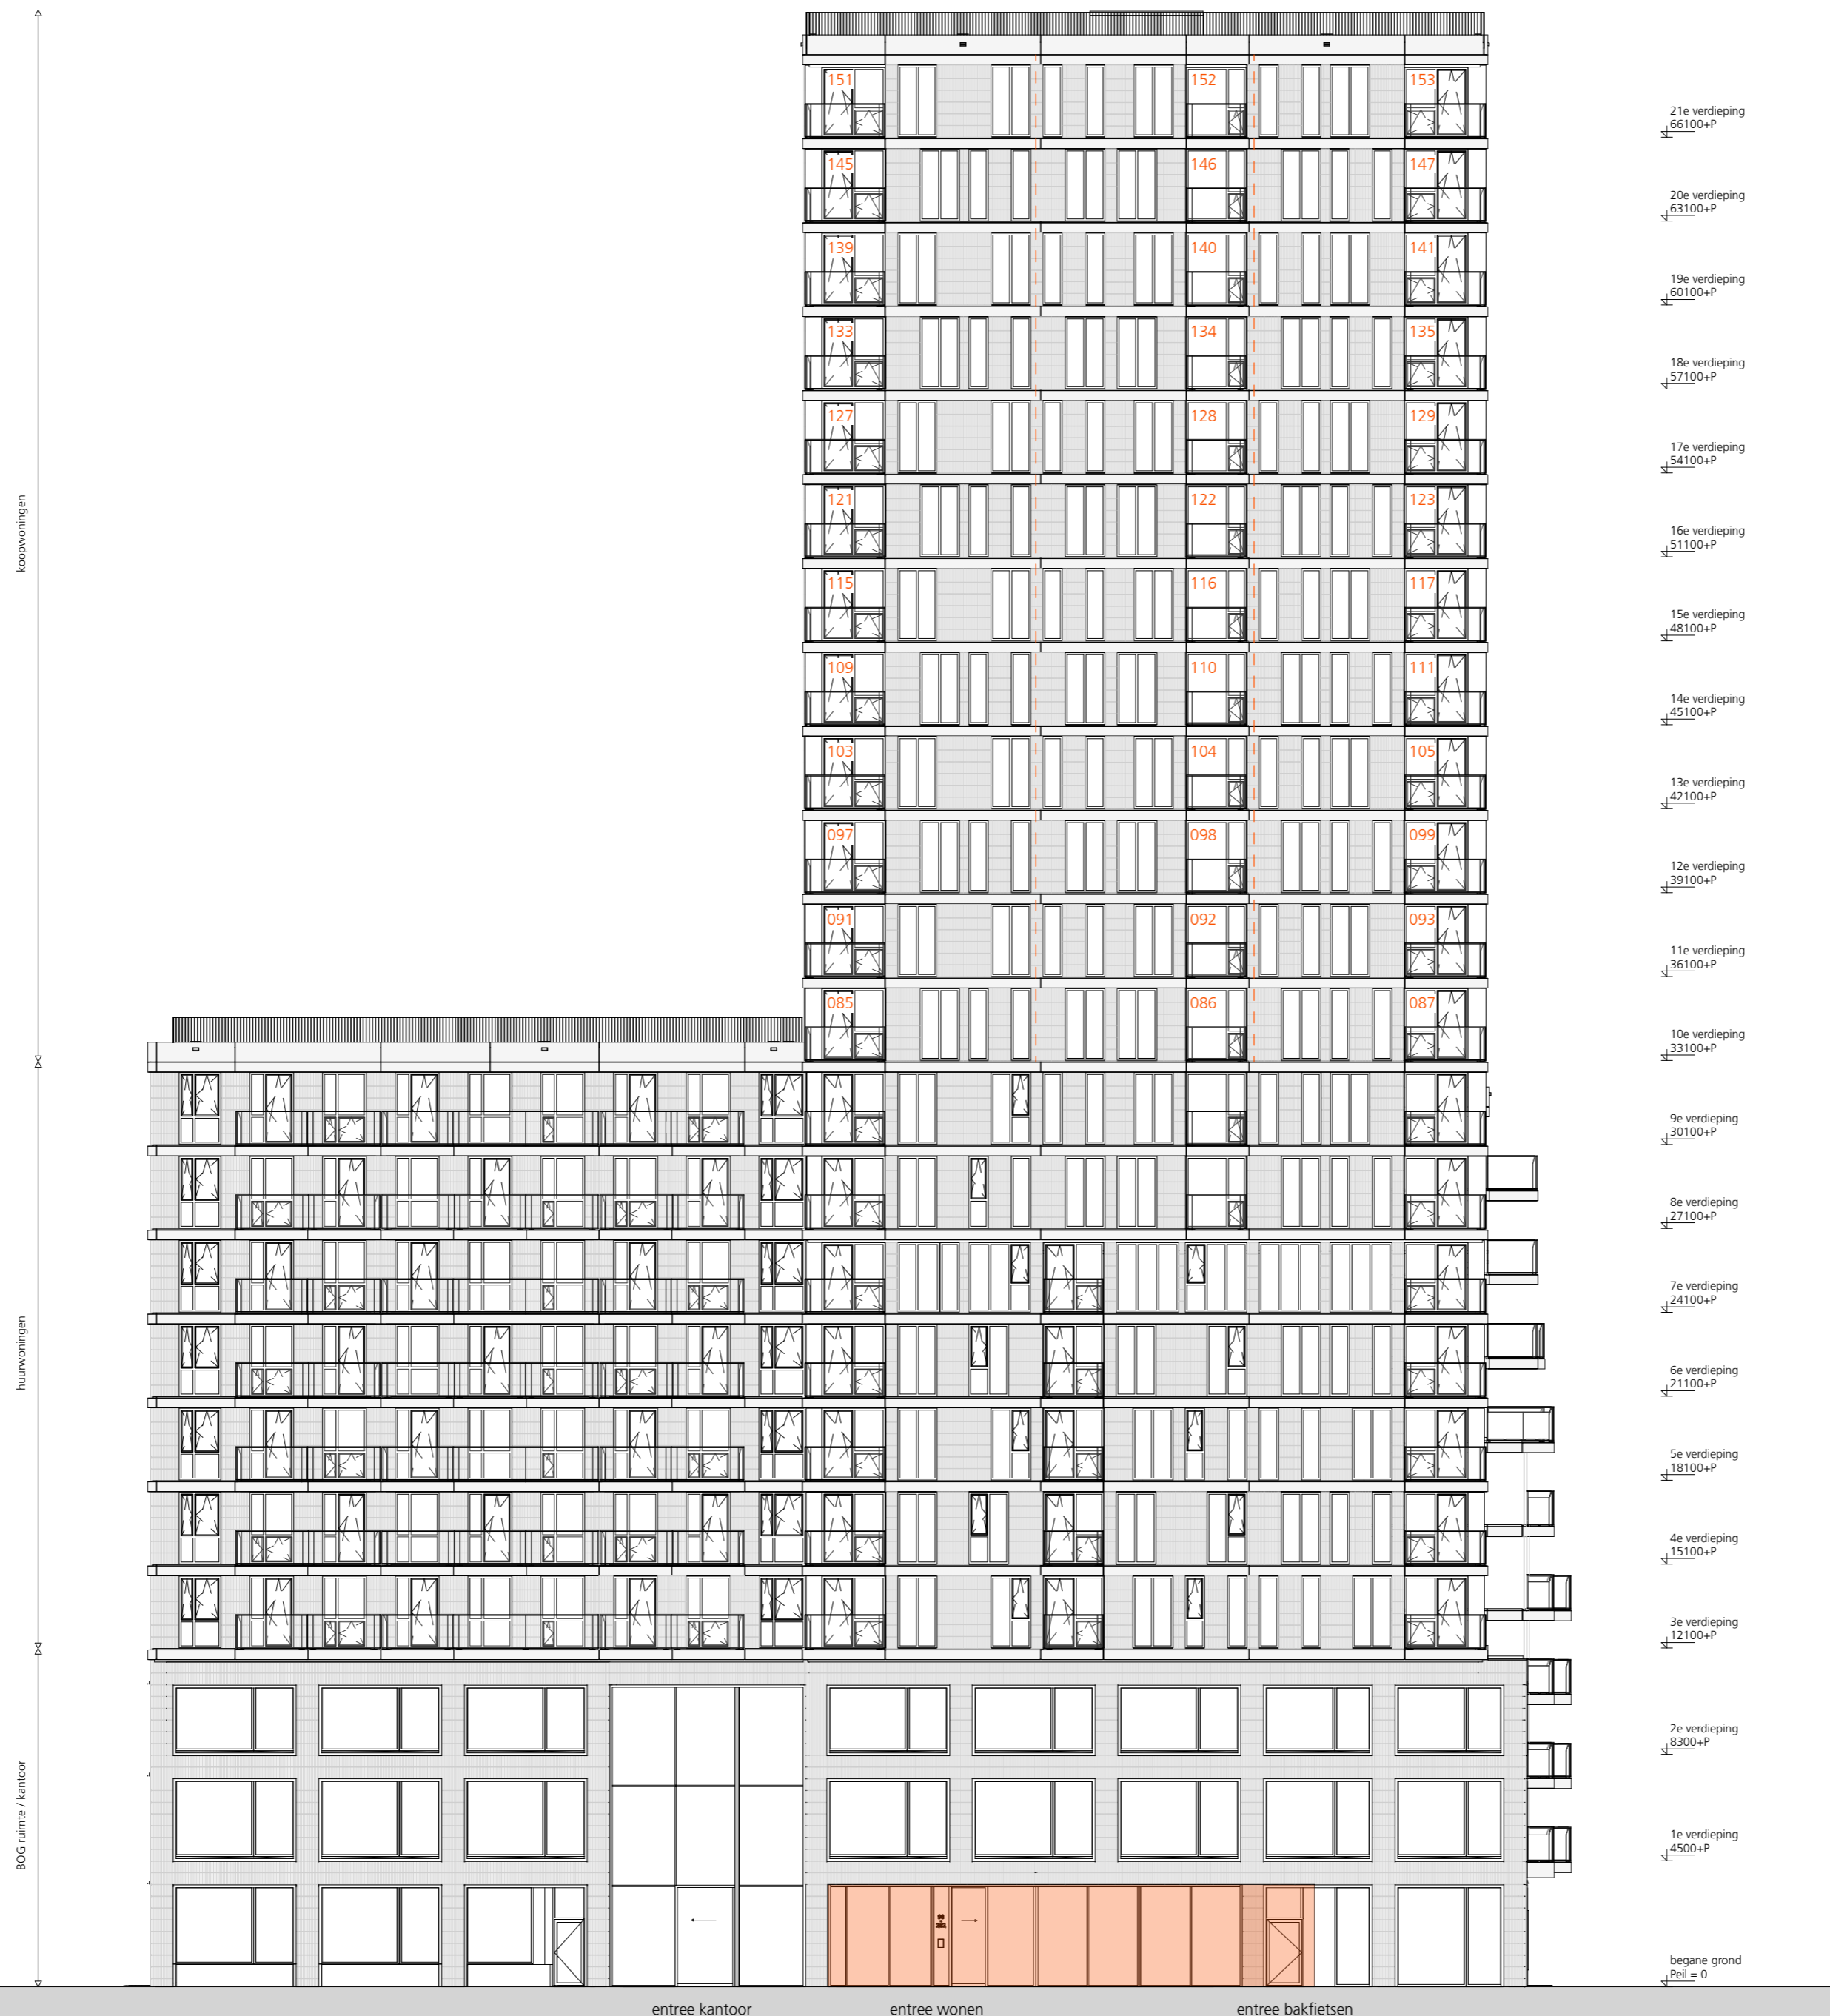 151 152 153
21e verdieping
66100+P
145 146 147
20e verdieping
63100+P
139 140 141
19e verdieping
60100+P
133 134 135
18e verdieping
57100+P
127 128 129
17e verdieping
54100+P
koopwoningen
121 122 123
16e verdieping
51100+P
115 116 117
15e verdieping
48100+P
109 110 111
14e verdieping
45100+P
103 104 105
13e verdieping
42100+P
097 098 099
12e verdieping
39100+P
091 092 093
11e verdieping
36100+P
085 086 087
10e verdieping
33100+P
9e verdieping
30100+P
8e verdieping
27100+P
7e verdieping
24100+P
huurwoningen
6e verdieping
21100+P
5e verdieping
18100+P
4e verdieping
15100+P
3e verdieping
12100+P
2e verdieping
8300+P
BOG ruimte / kantoor
1e verdieping
4500+P
begane grond
Peil = 0
entree kantoor entree wonen entree bakfietsen